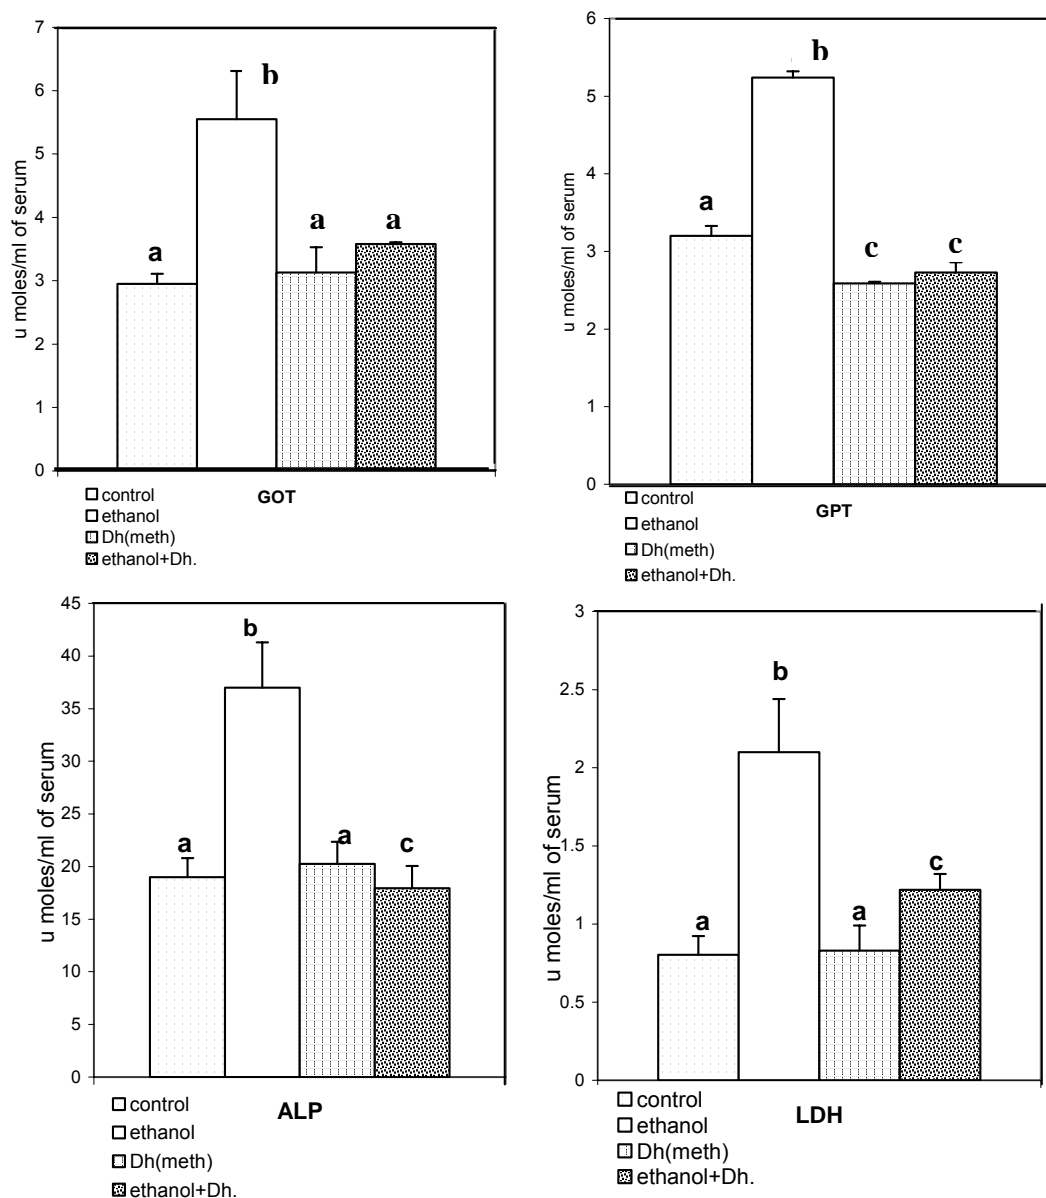 7
6
5
4
3
2
1
0
u moles/ml of serum
a
b
a
a
GOT
control
ethanol
Dh(meth)
ethanol+Dh.
6
5
4
3
2
1
0
u moles/ml of serum
a
b
c
c
GPT
control
ethanol
Dh(meth)
ethanol+Dh.
45
40
35
30
25
20
15
10
5
0
u moles/ml of serum
a
b
a
c
ALP
control
ethanol
Dh(meth)
ethanol+Dh.
3
2.5
2
1.5
1
0.5
0
u moles/ml of serum
a
b
a
c
LDH
control
ethanol
Dh(meth)
ethanol+Dh.